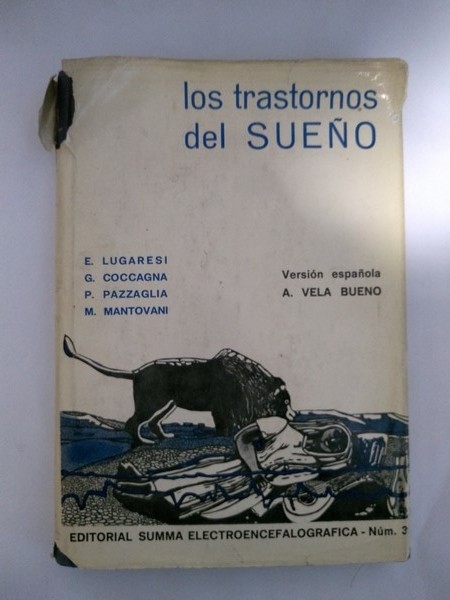 los trastornos
del SUEÑO
E. LUGARESI
G. COCCAGNA
P. PAZZAGLIA
M. MANTOVANI
Versión española
A. VELA BUENO
EDITORIAL SUMMA ELECTROENCEFALOGRAFICA - Núm. 3